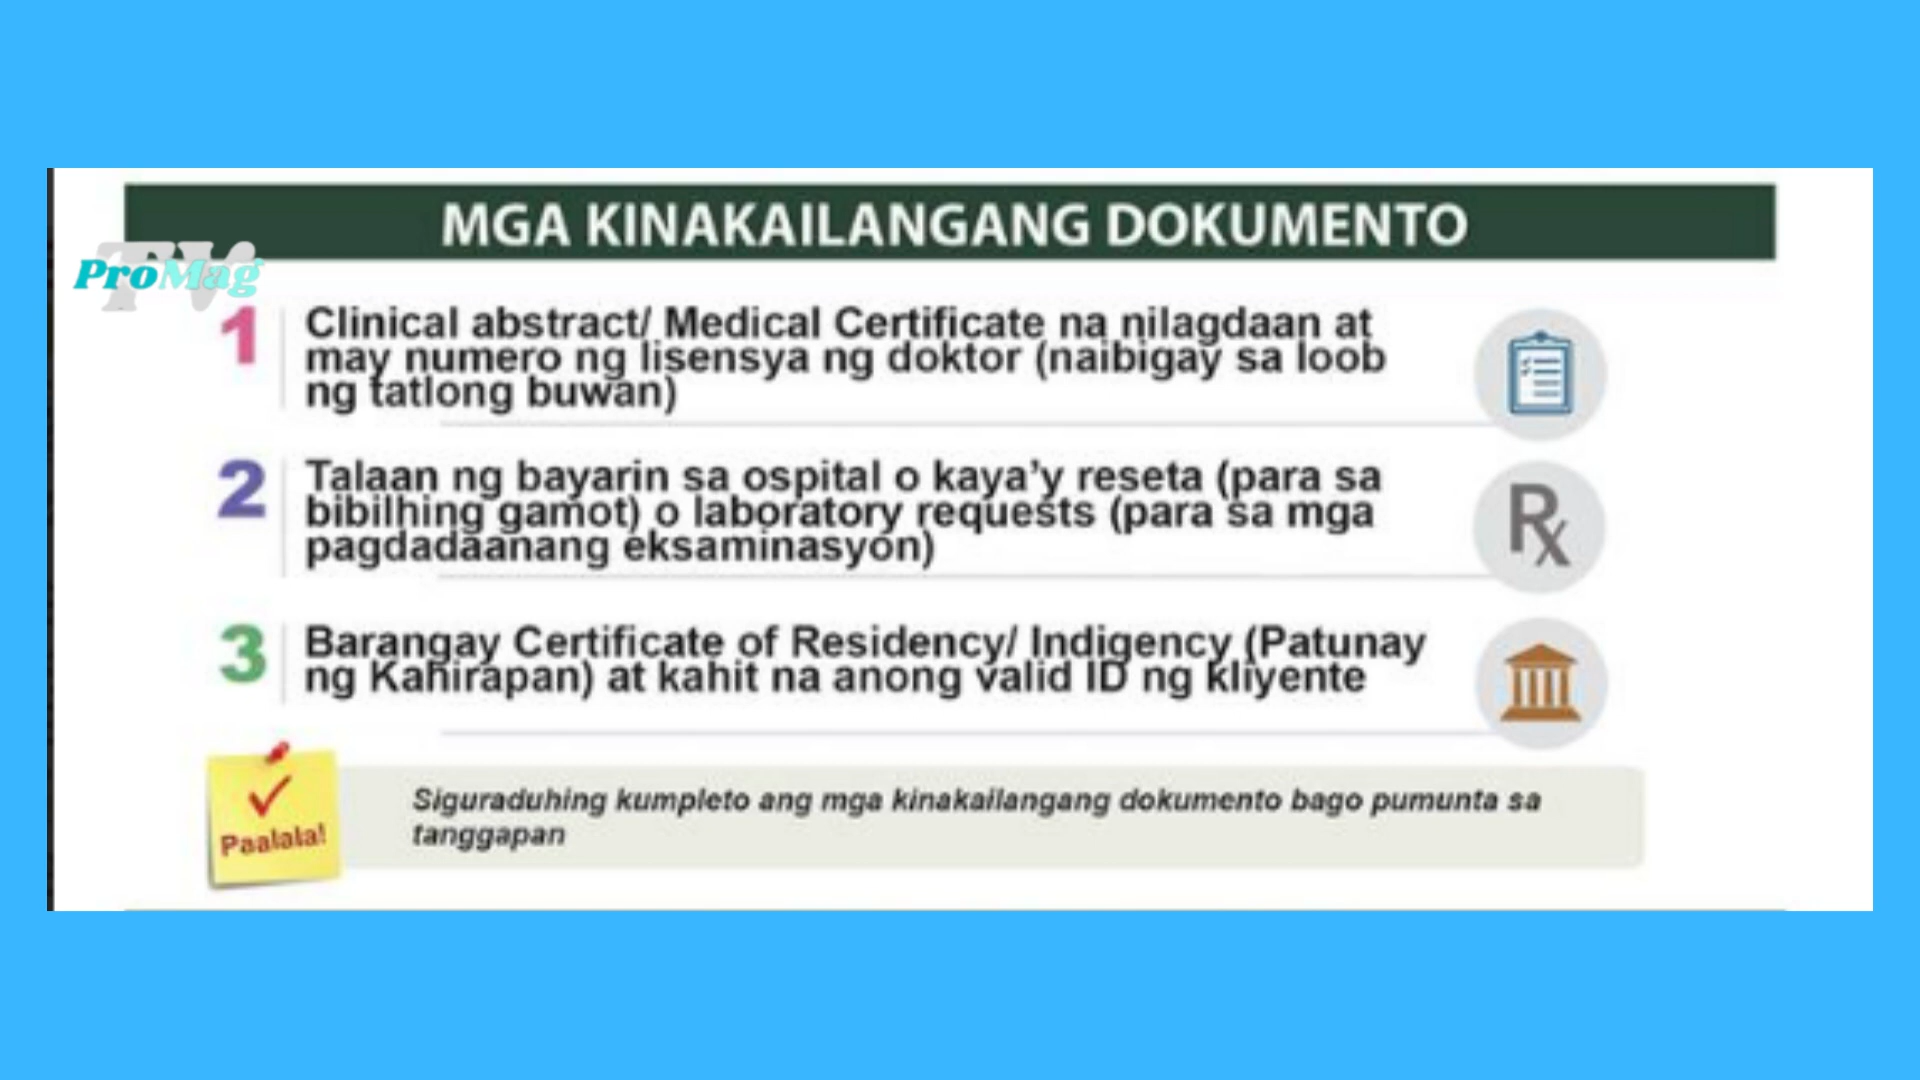 MGA KINAKAILANGANG DOKUMENTO
TV
ProMag
1
Clinical abstract/ Medical Certificate na nilagdaan at
may numero ng lisensya ng doktor (naibigay sa loob
ng tatlong buwan)
2
Talaan ng bayarin sa ospital o kaya'y reseta (para sa
bibilhing gamot) o laboratory requests (para sa mga
pagdadaanang eksaminasyon)
Rx
3
Barangay Certificate of Residency/ Indigency (Patunay
ng Kahirapan) at kahit na anong valid ID ng kliyente
Paalala!
Siguraduhing kumpleto ang mga kinakailangang dokumento bago pumunta sa
tanggapan